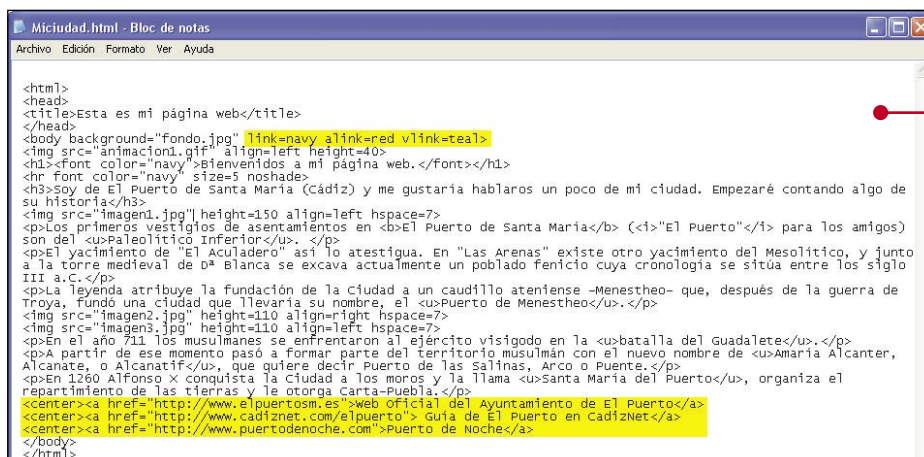 Miciudad.html - Bloc de notas
Archivo Edición Formato Ver Ayuda
<html>
<head>
<title>Esta es mi página web</title>
</head>
<body background="fondo.jpg" link=navy alink=red vlink=teal>
<img src="animacion1.gif" align=left height=40>
<h1><font color="navy">Bienvenidos a mi página web.</font></h1>
<hr font color="navy" size=5 noshade>
<h3>Soy de El Puerto de Santa María (Cádiz) y me gustaría hablaros un poco de mi ciudad. Empezaré contando algo de
su historia</h3>
<img src="imagen1.jpg" height=150 align=left hspace=7>
<p>Los primeros vestigios de asentamientos en <b>El Puerto de Santa María</b> (<i>"El Puerto"</i> para los amigos)
son del <u>Paleolítico Inferior</u>. </p>
<p>El yacimiento de "El Aculadero" así lo atestigua. En "Las Arenas" existe otro yacimiento del Mesolítico, y junto
a la torre medieval de Dª Blanca se excava actualmente un poblado fenicio cuya cronología se sitúa entre los siglo
III a.C.</p>
<p>La leyenda atribuye la fundación de la Ciudad a un caudillo ateniense -Menestheo- que, después de la guerra de
Troya, fundó una ciudad que llevaría su nombre, el <u>Puerto de Menestheo</u>.</p>
<img src="imagen2.jpg" height=110 align=right hspace=7>
<img src="imagen3.jpg" height=110 align=left hspace=7>
<p>En el año 711 los musulmanes se enfrentaron al ejército visigodo en la <u>batalla del Guadalete</u>.</p>
<p>A partir de ese momento pasó a formar parte del territorio musulmán con el nuevo nombre de <u>Amaría Alcanter,
Alcanate, o Alcanatif</u>, que quiere decir Puerto de las Salinas, Arco o Puente.</p>
<p>En 1260 Alfonso X conquista la Ciudad a los moros y la llama <u>Santa María del Puerto</u>, organiza el
repartimiento de las tierras y le otorga Carta-Puebla.</p>
<center><a href="http://www.elpuertosm.es">Web Oficial del Ayuntamiento de El Puerto</a>
<center><a href="http://www.cadiznet.com/elpuerto"> Guía de El Puerto en CadizNet</a>
<center><a href="http://www.puertodenoche.com">Puerto de Noche</a>
</body>
</html>